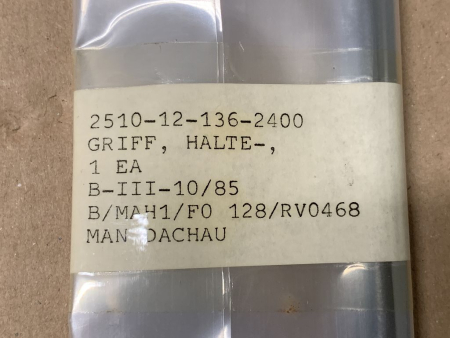 2510-12-136-2400
GRIFF, HALTE-,
1 EA
B-III-10/85
B/MAH1/F0 128/RV0468
MAN DACHAU